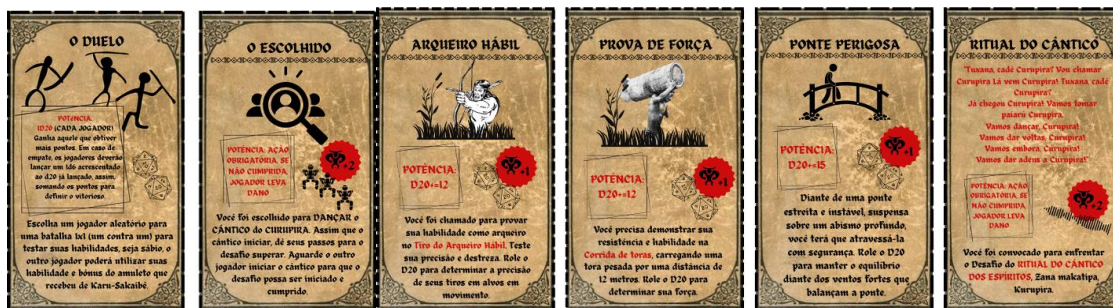 O DUELO
POTÊNCIA:
1D20 (CADA JOGADOR)
Ganha aquele que obtiver
mais pontos. Em caso de
empate, os jogadores deverão
lançar um 1d6 acrescentado
ao d20 já lançado, assim,
somando os pontos para
definir o vitorioso.
Escolha um jogador aleatório para
uma batalha 1x1 (um contra um) para
testar suas habilidades, seja sábio, o
outro jogador poderá utilizar suas
habilidade e bônus do amuleto que
recebeu de Karu-Sakaibê.
O ESCOLHIDO
POTÊNCIA: AÇÃO
OBRIGATÓRIA, SE
NÃO CUMPRIDA,
JOGADOR LEVA
DANO
+2
Você foi escolhido para DANÇAR o
CÂNTICO do CURUPIRA. Assim que o
cântico iniciar, dê seus passos para o
desafio superar. Aguarde o outro
jogador iniciar o cântico para que o
desafio possa ser iniciado e
cumprido.
ARQUEIRO HÁBIL
POTÊNCIA:
D20+=12
+1
Você foi chamado para provar
sua habilidade como arqueiro
no Tiro do Arqueiro Hábil. Teste
sua precisão e destreza. Role o
D20 para determinar a precisão
de seus tiros em alvos em
movimento.
PROVA DE FORÇA
POTÊNCIA:
D20+=12
+1
Você precisa demonstrar sua
resistência e habilidade na
Corrida de toras, carregando uma
tora pesada por uma distância de
12 metros. Role o D20 para
determinar sua força.
PONTE PERIGOSA
POTÊNCIA:
D20+=15
+1
Diante de uma ponte
estreita e instável, suspensa
sobre um abismo profundo,
você terá que atravessá-la
com segurança. Role o D20
para manter o equilíbrio
diante dos ventos fortes que
balançam a ponte.
RITUAL DO CÂNTICO
"Tuxana, cadê Curupira? Vou chamar
Curupira Lá vem Curupira! Tuxana, cadê
Curupira?
Já chegou Curupira! Vamos tomar
paiaru Curupira.
Vamos dançar, Curupira!
Vamos dar voltas, Curupira!
Vamos embora, Curupira!
Vamos dar adeus a Curupira!"
POTÊNCIA: AÇÃO
OBRIGATÓRIA, SE
NÃO CUMPRIDA,
JOGADOR LEVA
DANO
+2
Você foi convocado para enfrentar
o Desafio do RITUAL DO CÂNTICO
DOS ESPÍRITOS, Zana makatipa,
Kurupira.